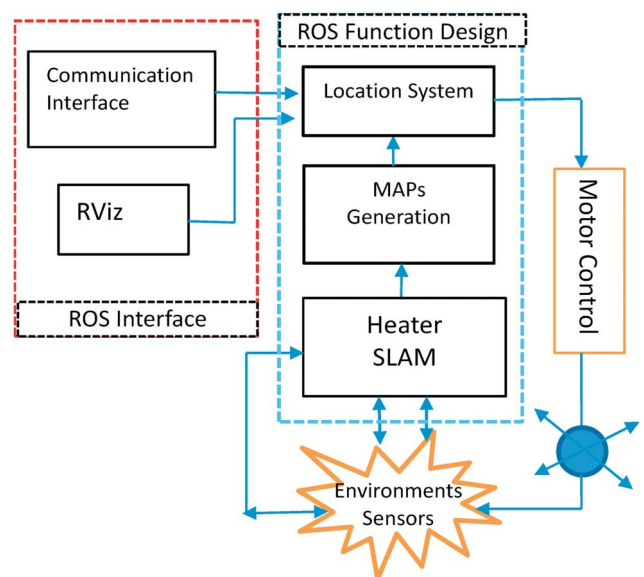 ROS Function Design
Communication
Interface
Location System
RViz
MAPs
Generation
Motor Control
ROS Interface
Heater
SLAM
Environments
Sensors